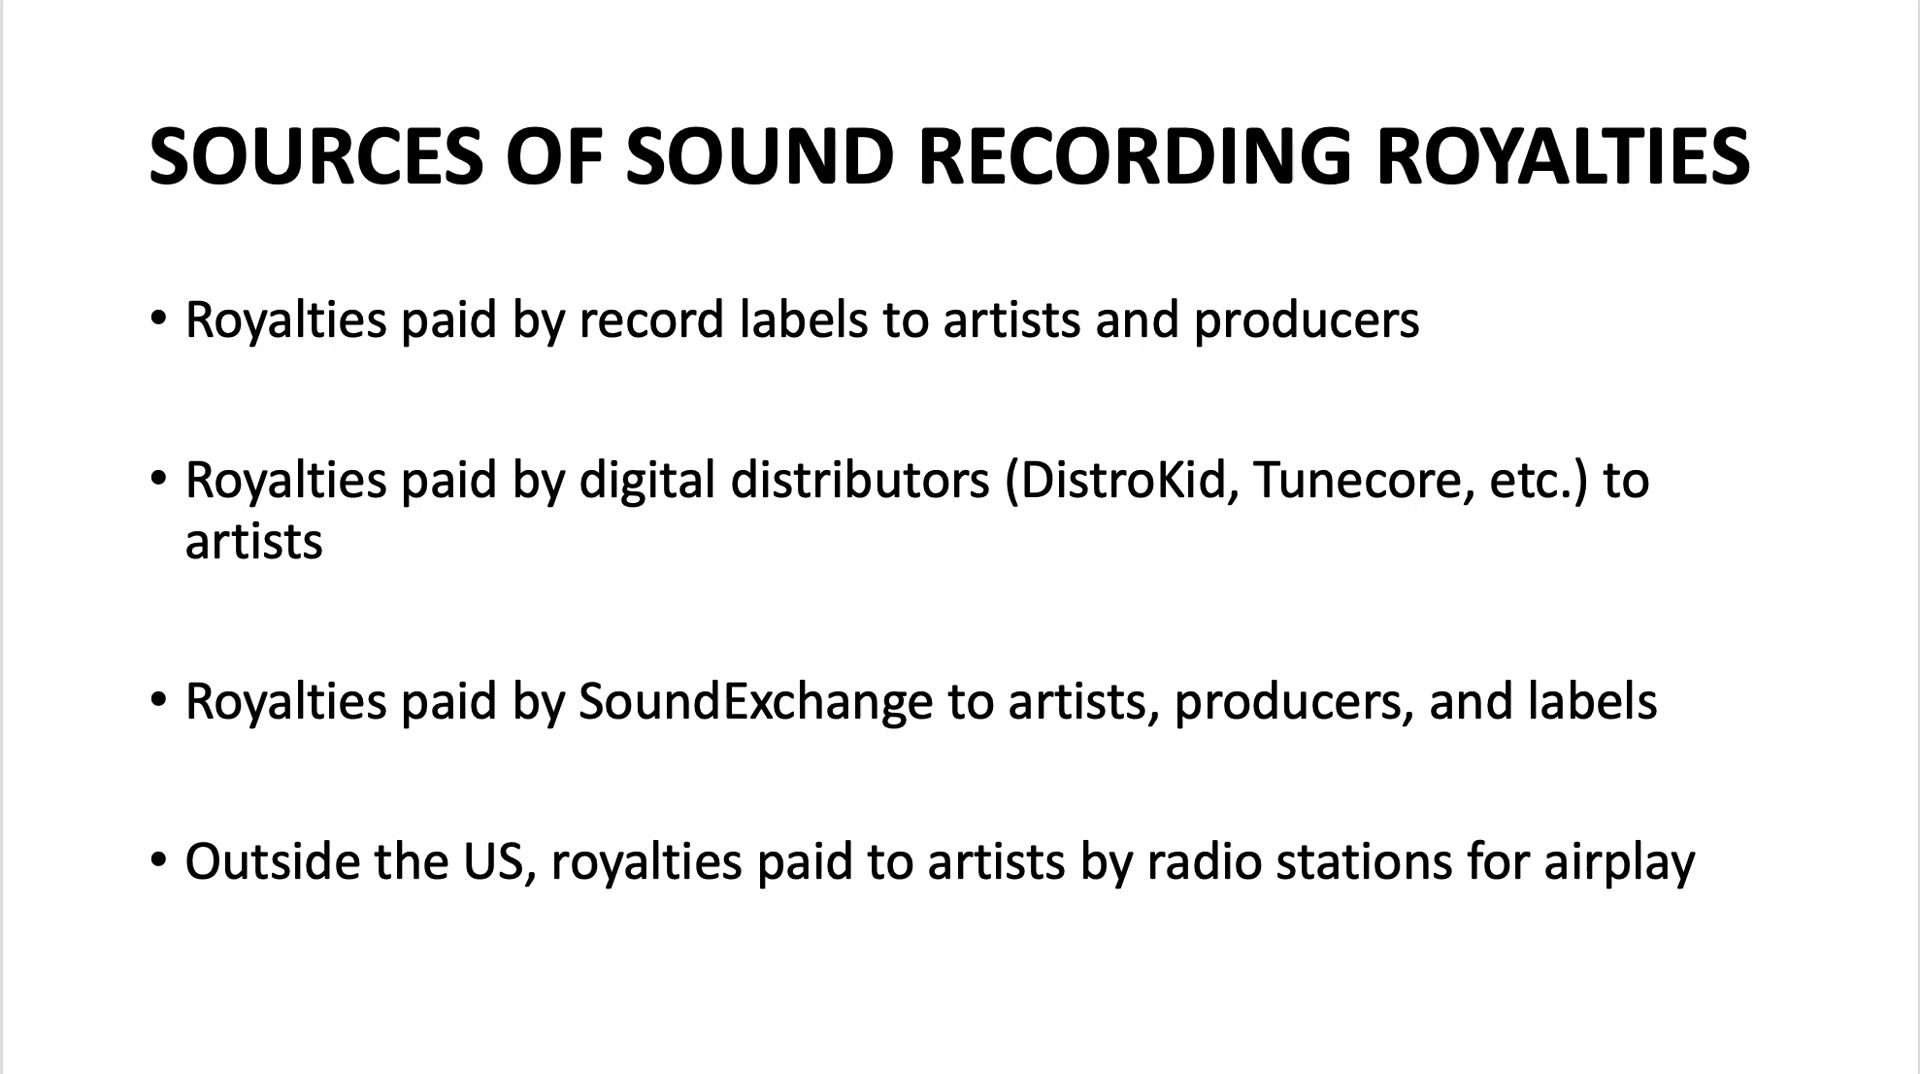 SOURCES OF SOUND RECORDING ROYALTIES
• Royalties paid by record labels to artists and producers
• Royalties paid by digital distributors (DistroKid, Tunecore, etc.) to
artists
• Royalties paid by SoundExchange to artists, producers, and labels
• Outside the US, royalties paid to artists by radio stations for airplay